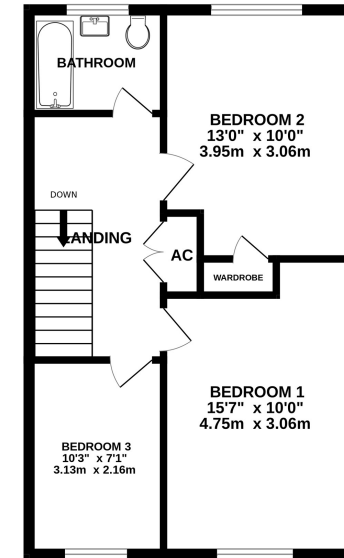 BATHROOM
BEDROOM 2
13'0" x 10'0"
3.95m x 3.06m
DOWN
LANDING
AC
WARDROBE
BEDROOM 1
15'7" x 10'0"
4.75m x 3.06m
BEDROOM 3
10'3" x 7'1"
3.13m x 2.16m